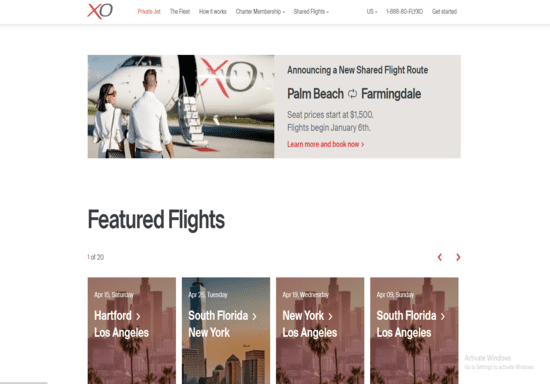 XO Private Jet The Fleet How it works Charter Membership Shared Flights US 1-888-80-FLYXO Get started
XO
Announcing a New Shared Flight Route
Palm Beach Farmingdale
Seat prices start at $1,500.
Flights begin January 6th.
Learn more and book now >
Featured Flights
1 of 20
Apr 15, Saturday
Hartford >
Los Angeles
Apr 25, Tuesday
South Florida >
New York
Apr 19, Wednesday
New York >
Los Angeles
Apr 09, Sunday
South Florida >
Los Angeles
Activate Windows
Go to Settings to activate Windows.